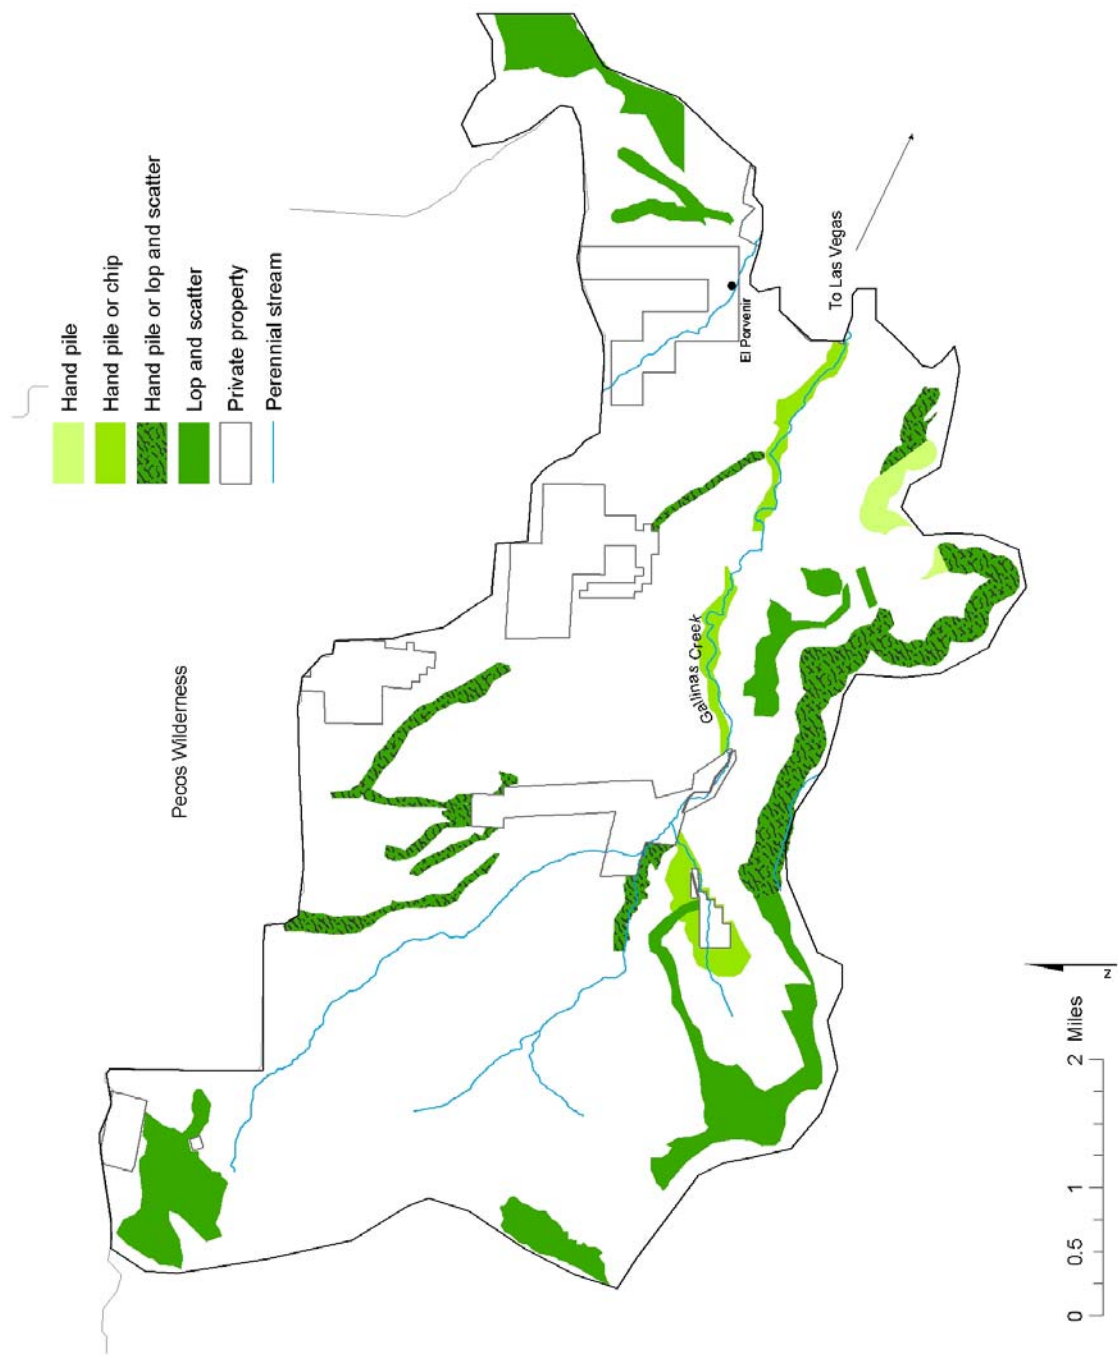 Hand pile
Hand pile or chip
Hand pile or lop and scatter
Lop and scatter
Private property
Perennial stream
Pecos Wilderness
El Porvenir
To Las Vegas
Gallinas Creek
0 0.5 1 2 Miles
N